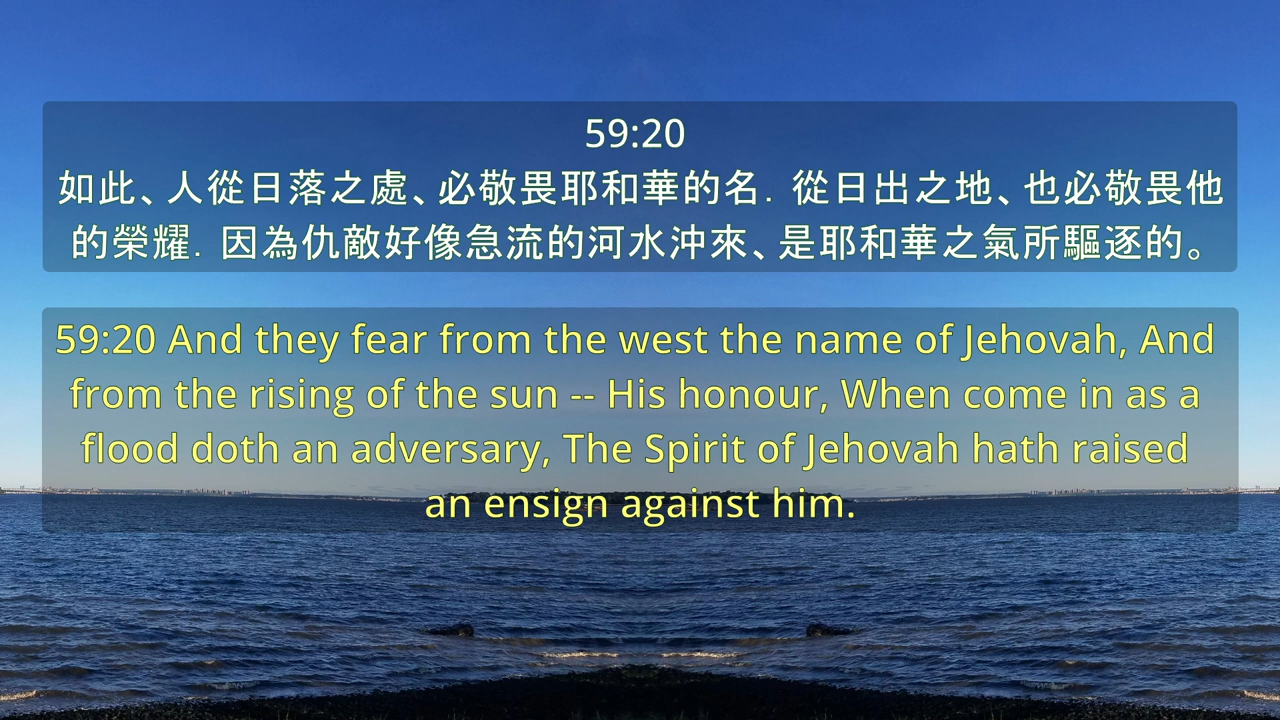 59:20
如此、人從日落之處、必敬畏耶和華的名．從日出之地、也必敬畏他
的榮耀．因為仇敵好像急流的河水沖來、是耶和華之氣所驅逐的。
59:20 And they fear from the west the name of Jehovah, And
from the rising of the sun -- His honour, When come in as a
flood doth an adversary, The Spirit of Jehovah hath raised
an ensign against him.